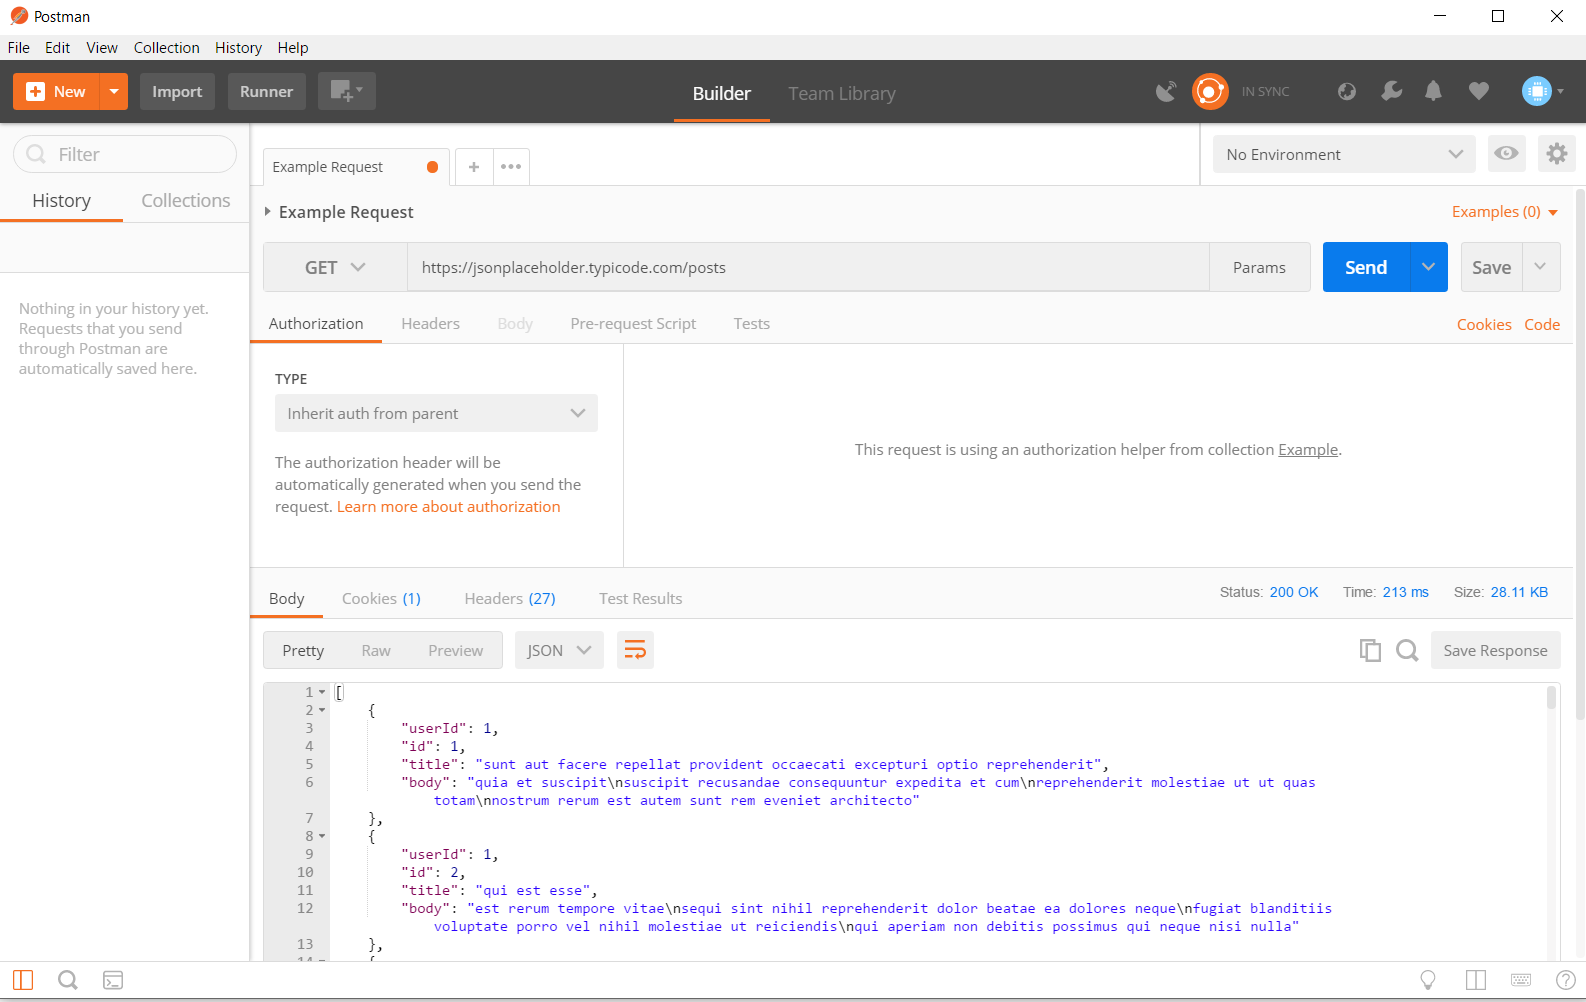 Postman
File Edit View Collection History Help
New Import Runner Builder Team Library IN SYNC
Filter
History Collections
Nothing in your history yet.
Requests that you send
through Postman are
automatically saved here.
Example Request + ••• No Environment
Example Request Examples (0)
GET https://jsonplaceholder.typicode.com/posts Params Send Save
Authorization Headers Body Pre-request Script Tests Cookies Code
TYPE
Inherit auth from parent
The authorization header will be
automatically generated when you send the
request. Learn more about authorization
This request is using an authorization helper from collection Example.
Body Cookies (1) Headers (27) Test Results Status: 200 OK Time: 213 ms Size: 28.11 KB
Pretty Raw Preview JSON Save Response
1 [
2 {
3 "userId": 1,
4 "id": 1,
5 "title": "sunt aut facere repellat provident occaecati excepturi optio reprehenderit",
6 "body": "quia et suscipit\nsuscipit recusandae consequuntur expedita et cum\nreprehenderit molestiae ut ut quas
totam\nnostrum rerum est autem sunt rem eveniet architecto"
7 },
8 {
9 "userId": 1,
10 "id": 2,
11 "title": "qui est esse",
12 "body": "est rerum tempore vitae\nsequi sint nihil reprehenderit dolor beatae ea dolores neque\nfugiat blanditiis
voluptate porro vel nihil molestiae ut reiciendis\nqui aperiam non debitis possimus qui neque nisi nulla"
13 },
14 {